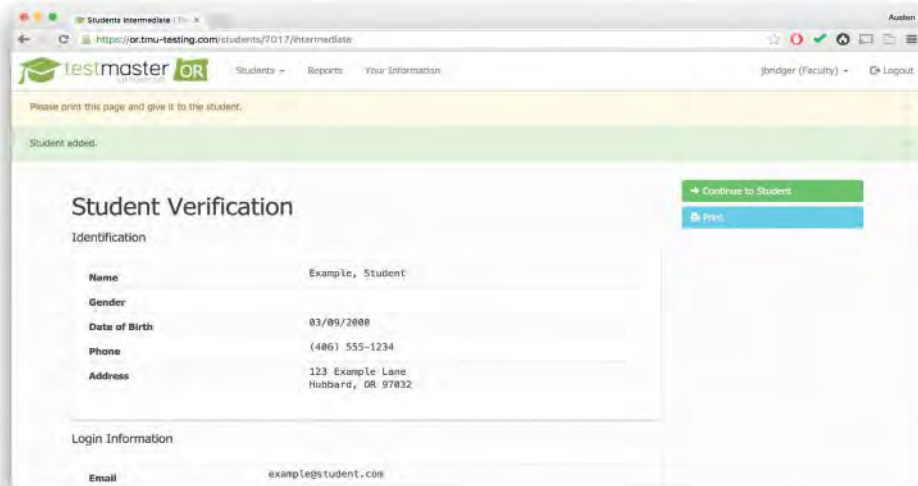 Students Intermediate |
Austen
https://or.tmu-testing.com/students/7017/intermediate
testmaster OR
Students
Reports
Your Information
jbridger (Faculty)
Logout
Please print this page and give it to the student.
Student added.
Continue to Student
Print
Student Verification
Identification
Name Example, Student
Gender
Date of Birth 03/09/2000
Phone (406) 555-1234
Address 123 Example Lane
Hubbard, OR 97032
Login Information
Email example@student.com